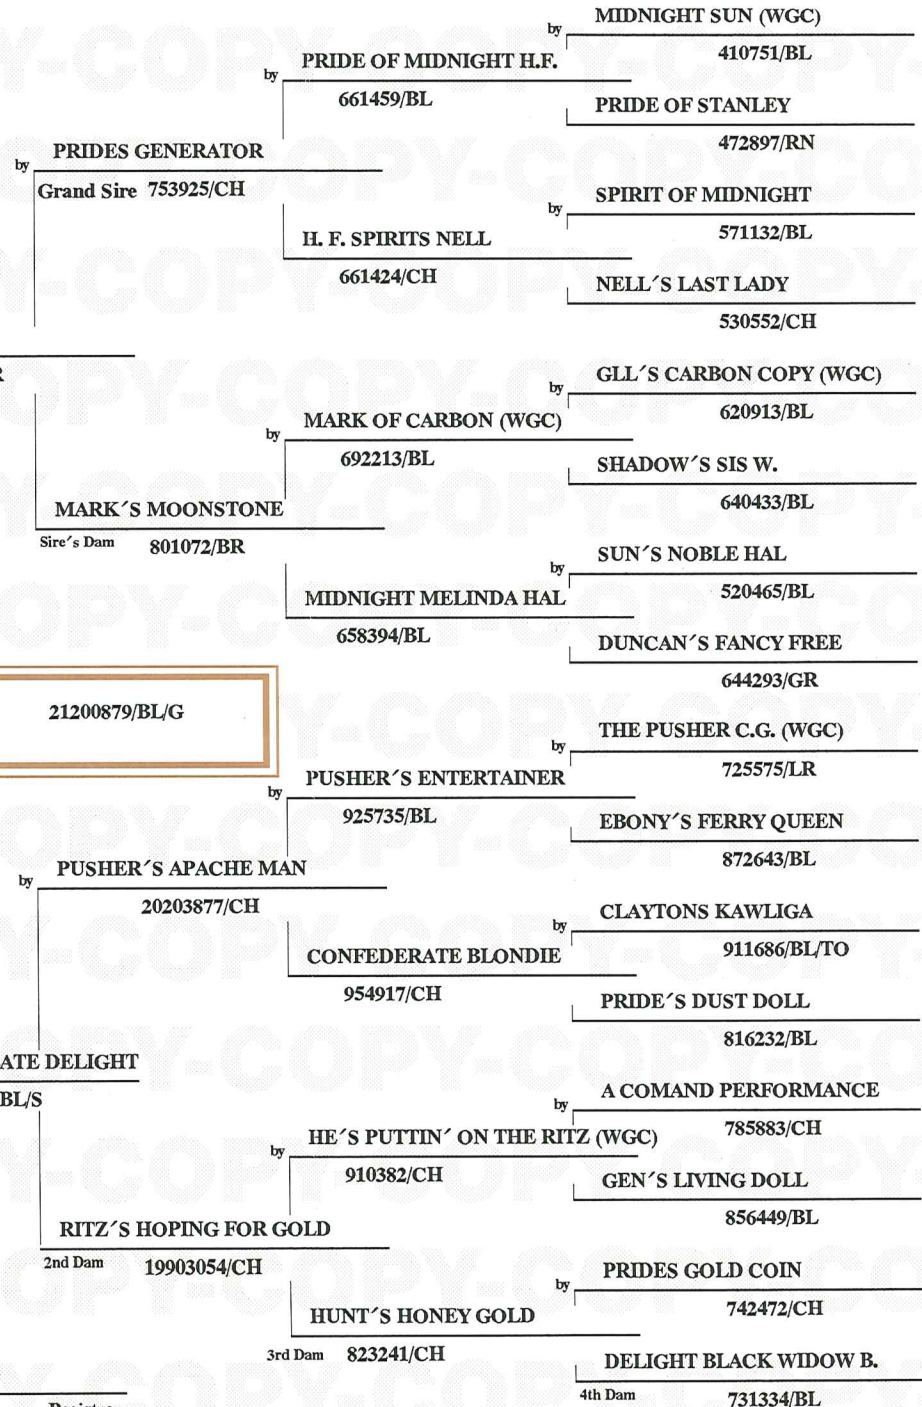 MIDNIGHT SUN (WGC)
by
410751/BL
PRIDE OF MIDNIGHT H.F.
by
661459/BL
PRIDE OF STANLEY
472897/RN
PRIDES GENERATOR
by
Grand Sire 753925/CH
SPIRIT OF MIDNIGHT
by
571132/BL
H. F. SPIRITS NELL
661424/CH
NELL´S LAST LADY
530552/CH
R
GLL´S CARBON COPY (WGC)
by
620913/BL
MARK OF CARBON (WGC)
by
692213/BL
SHADOW´S SIS W.
640433/BL
MARK´S MOONSTONE
Sire´s Dam 801072/BR
SUN´S NOBLE HAL
by
520465/BL
MIDNIGHT MELINDA HAL
658394/BL
DUNCAN´S FANCY FREE
644293/GR
21200879/BL/G
THE PUSHER C.G. (WGC)
by
725575/LR
PUSHER´S ENTERTAINER
by
925735/BL
EBONY´S FERRY QUEEN
872643/BL
PUSHER´S APACHE MAN
by
20203877/CH
CLAYTONS KAWLIGA
by
911686/BL/TO
CONFEDERATE BLONDIE
954917/CH
PRIDE´S DUST DOLL
816232/BL
ATE DELIGHT
BL/S
A COMAND PERFORMANCE
by
785883/CH
HE´S PUTTIN´ ON THE RITZ (WGC)
by
910382/CH
GEN´S LIVING DOLL
856449/BL
RITZ´S HOPING FOR GOLD
2nd Dam 19903054/CH
PRIDES GOLD COIN
by
742472/CH
HUNT´S HONEY GOLD
3rd Dam 823241/CH
DELIGHT BLACK WIDOW B.
4th Dam
731334/BL